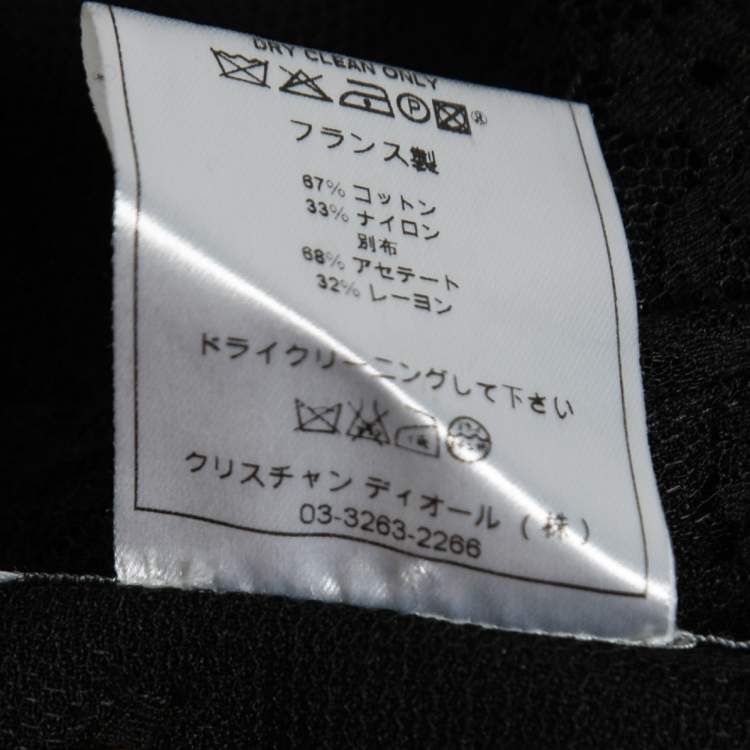 DRY CLEAN ONLY
P
フランス製
67% コットン
33% ナイロン
別布
68% アセテート
32% レーヨン
ドライクリーニングして下さい
クリスチャン ディオール (株)
03-3263-2266